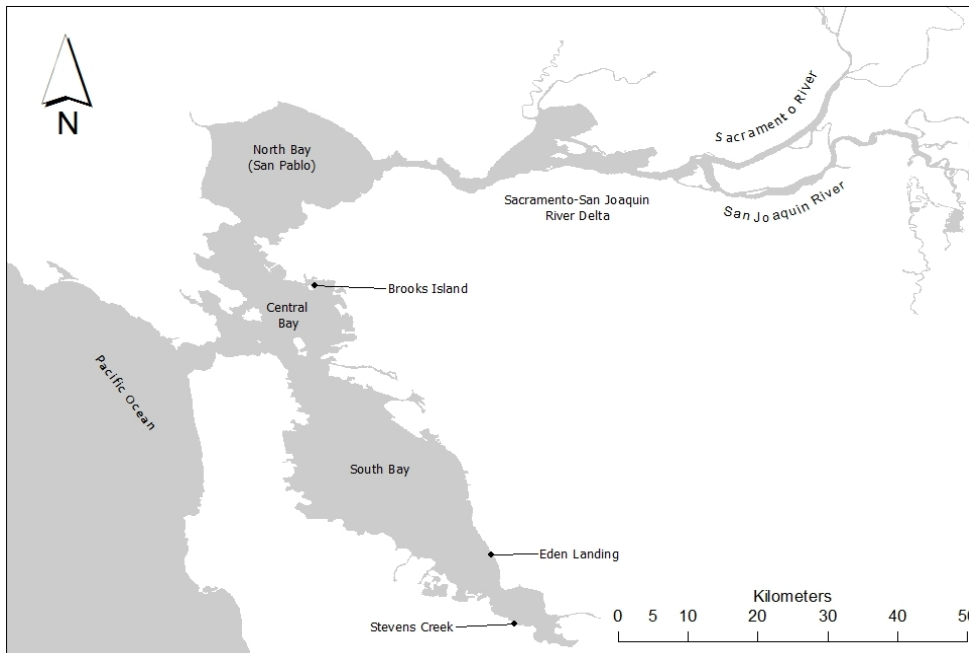 N
North Bay
(San Pablo)
Sacramento River
San Joaquin River
Sacramento-San Joaquin
River Delta
Brooks Island
Central
Bay
Pacific Ocean
South Bay
Eden Landing
Stevens Creek
Kilometers
0 5 10 20 30 40 50